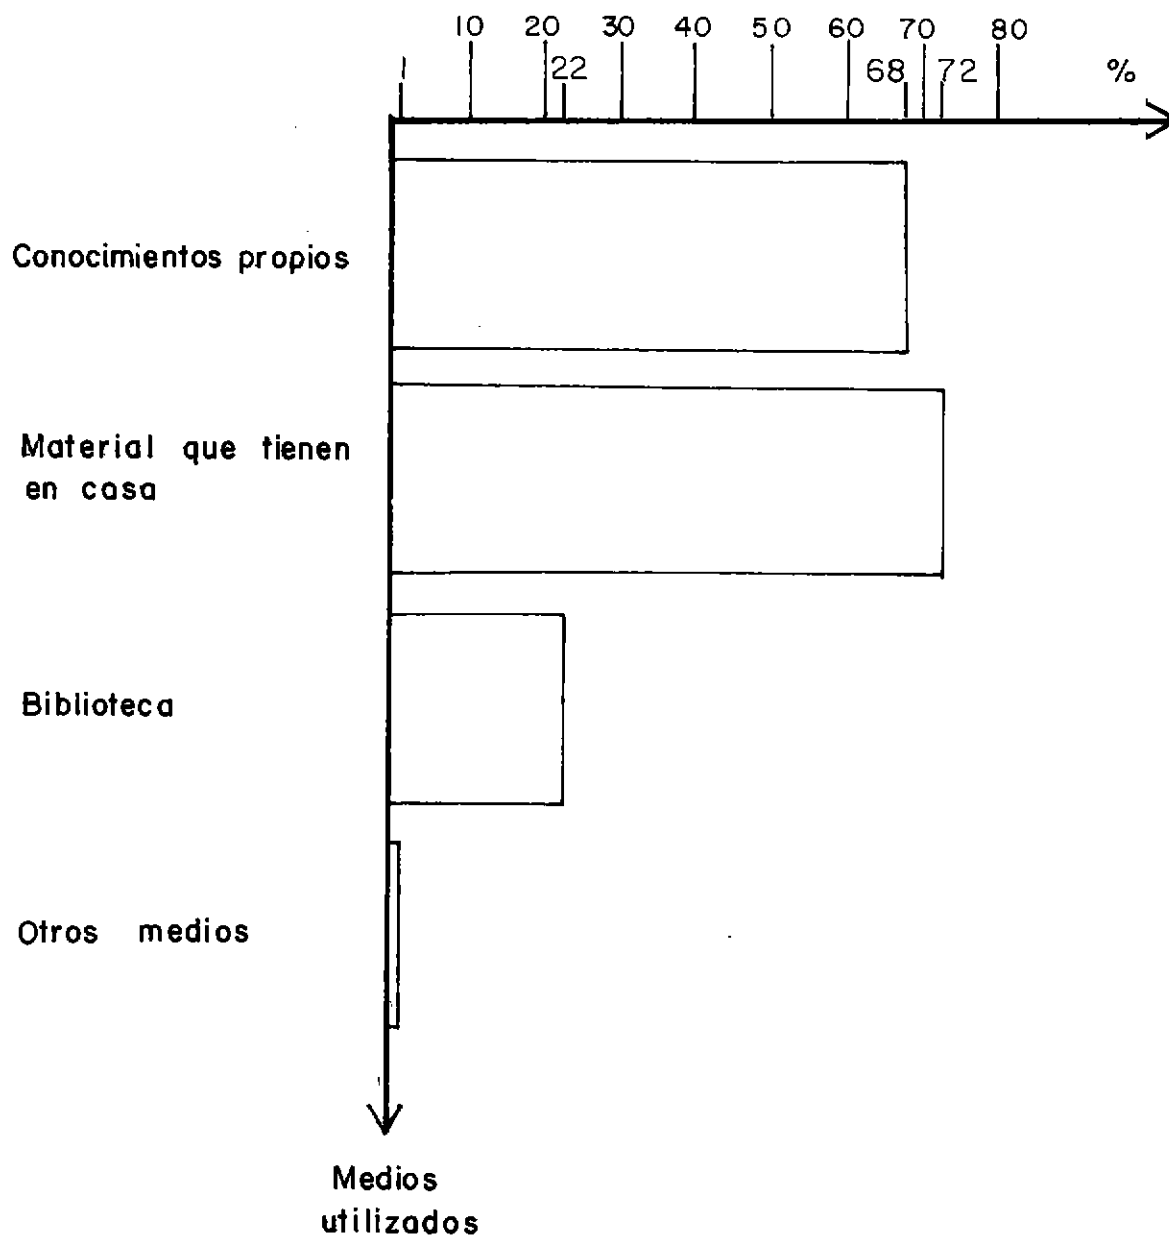 10 20 30 40 50 60 70 80
1 22 68 72 %
Conocimientos propios
Material que tienen
en casa
Biblioteca
Otros medios
Medios
utilizados